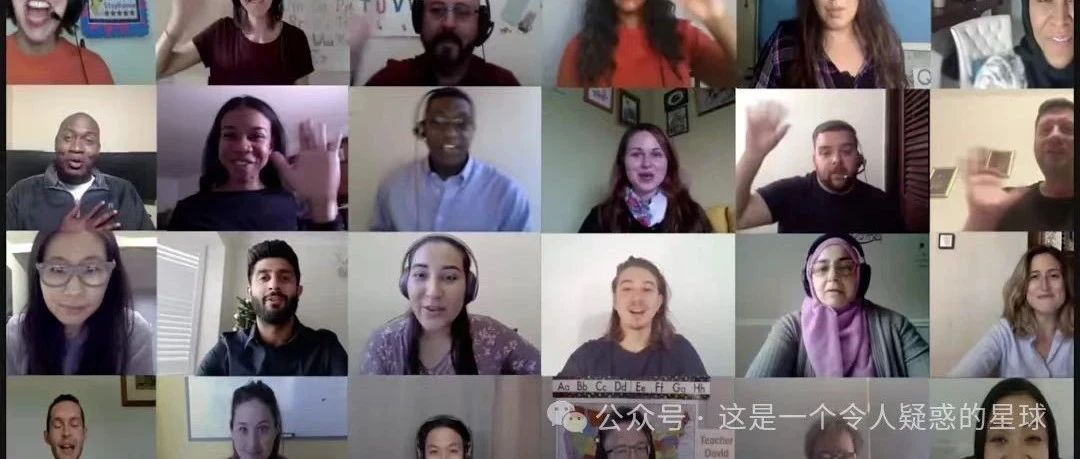 T U V
Aa Bb Cc Dd Ee Ff Gg Hh
公众号 · 这是一个令人疑惑的星球
Teacher
David